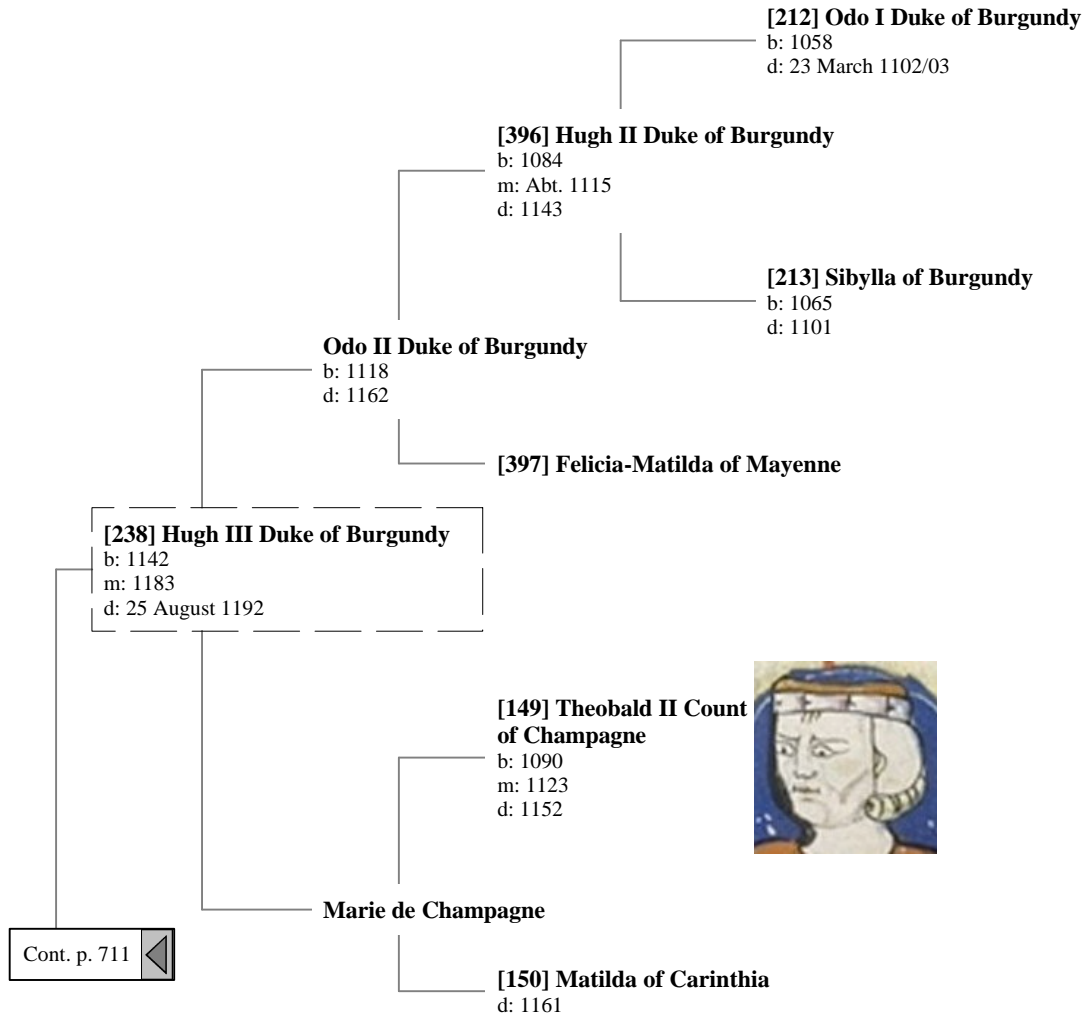 [212] Odo I Duke of Burgundy
b: 1058
d: 23 March 1102/03
[396] Hugh II Duke of Burgundy
b: 1084
m: Abt. 1115
d: 1143
[213] Sibylla of Burgundy
b: 1065
d: 1101
Odo II Duke of Burgundy
b: 1118
d: 1162
[397] Felicia-Matilda of Mayenne
[238] Hugh III Duke of Burgundy
b: 1142
m: 1183
d: 25 August 1192
[149] Theobald II Count
of Champagne
b: 1090
m: 1123
d: 1152
Marie de Champagne
Cont. p. 711
[150] Matilda of Carinthia
d: 1161